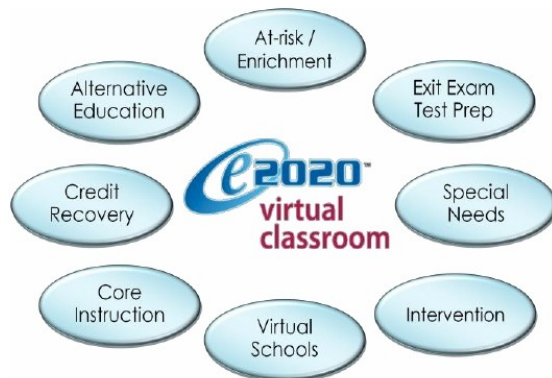 At-risk /
Enrichment
Alternative
Education
Exit Exam
Test Prep
e2020™
virtual
classroom
Credit
Recovery
Special
Needs
Core
Instruction
Virtual
Schools
Intervention